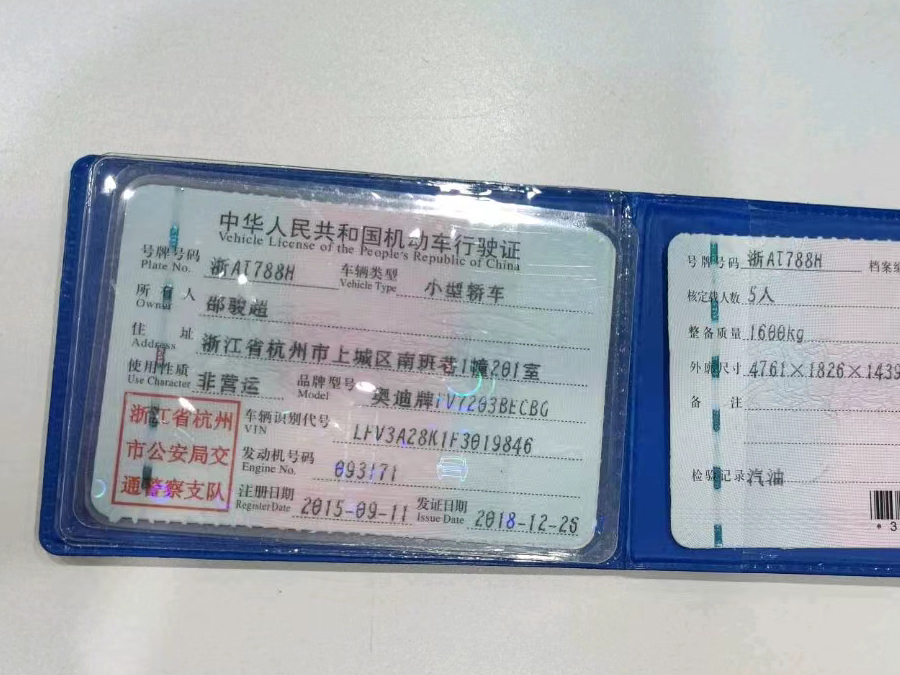 中华人民共和国机动车行驶证
Vehicle License of the People's Republic of China
号牌号码 浙AT788H 车辆类型 小型轿车
Plate No. Vehicle Type
所有人 邵骏超
Owner
住址 浙江省杭州市上城区南班巷1幢201室
Address
使用性质 非营运 品牌型号 奥迪牌FV7203BECBG
Use Character Model
浙江省杭州
市公安局交
通警察支队
车辆识别代号 LFV3A28K1F3019846
VIN
发动机号码 093171
Engine No.
注册日期 2015-09-11 发证日期 2018-12-26
Register Date Issue Date
号牌号码 浙AT788H 档案编
核定载人数 5人
整备质量 1600kg
外廓尺寸 4761×1826×1439
备注
检验记录 汽油
*3